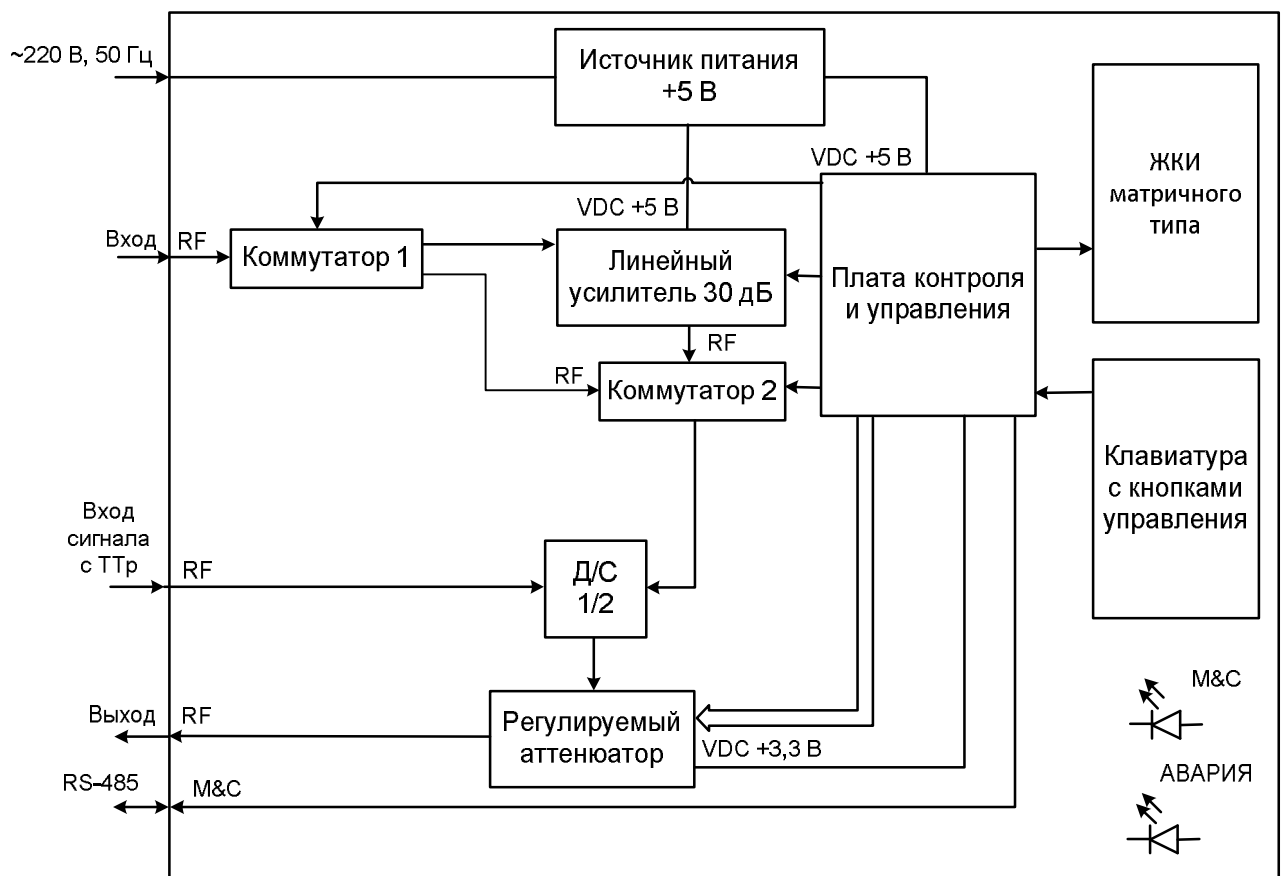 ~220 В, 50 Гц
Источник питания
+5 В
VDC +5 В
ЖКИ
матричного
типа
VDC +5 В
Вход
RF
Коммутатор 1
Линейный
усилитель 30 дБ
Плата контроля
и управления
RF
RF
Коммутатор 2
Клавиатура
с кнопками
управления
Вход
сигнала
с ТТр
RF
Д/С
1/2
M&C
Выход
RF
Регулируемый
аттенюатор
VDC +3,3 В
RS-485
M&C
АВАРИЯ